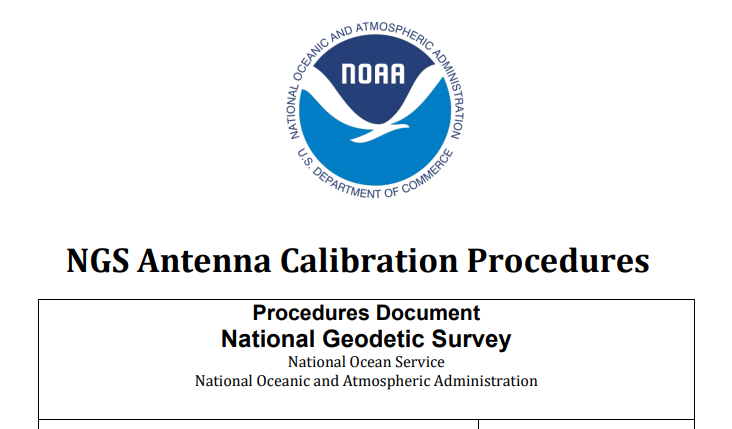 NATIONAL OCEANIC AND ATMOSPHERIC ADMINISTRATION
NOAA
U.S. DEPARTMENT OF COMMERCE
NGS Antenna Calibration Procedures
Procedures Document
National Geodetic Survey
National Ocean Service
National Oceanic and Atmospheric Administration